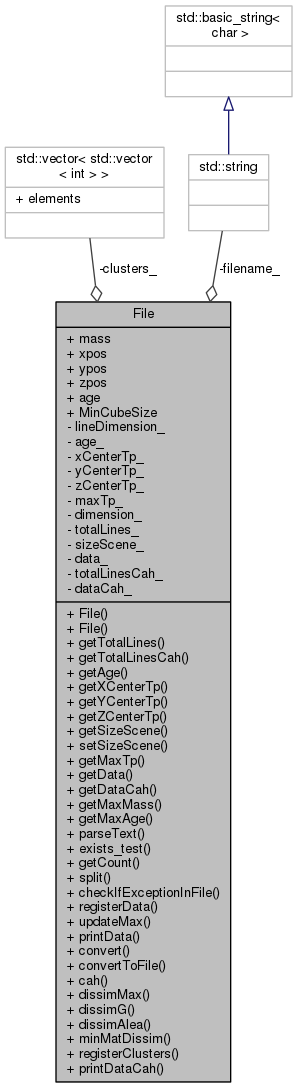 std::basic_string<
char >
std::vector< std::vector
< int > >
+ elements
std::string
-clusters_
-filename_
File
+ mass
+ xpos
+ ypos
+ zpos
+ age
+ MinCubeSize
- lineDimension_
- age_
- xCenterTp_
- yCenterTp_
- zCenterTp_
- maxTp_
- dimension_
- totalLines_
- sizeScene_
- data_
- totalLinesCah_
- dataCah_
+ File()
+ File()
+ getTotalLines()
+ getTotalLinesCah()
+ getAge()
+ getXCenterTp()
+ getYCenterTp()
+ getZCenterTp()
+ getSizeScene()
+ setSizeScene()
+ getMaxTp()
+ getData()
+ getDataCah()
+ getMaxMass()
+ getMaxAge()
+ parseText()
+ exists_test()
+ getCount()
+ split()
+ checkIfExceptionInFile()
+ registerData()
+ updateMax()
+ printData()
+ convert()
+ convertToFile()
+ cah()
+ dissimMax()
+ dissimG()
+ dissimAlea()
+ minMatDissim()
+ registerClusters()
+ printDataCah()